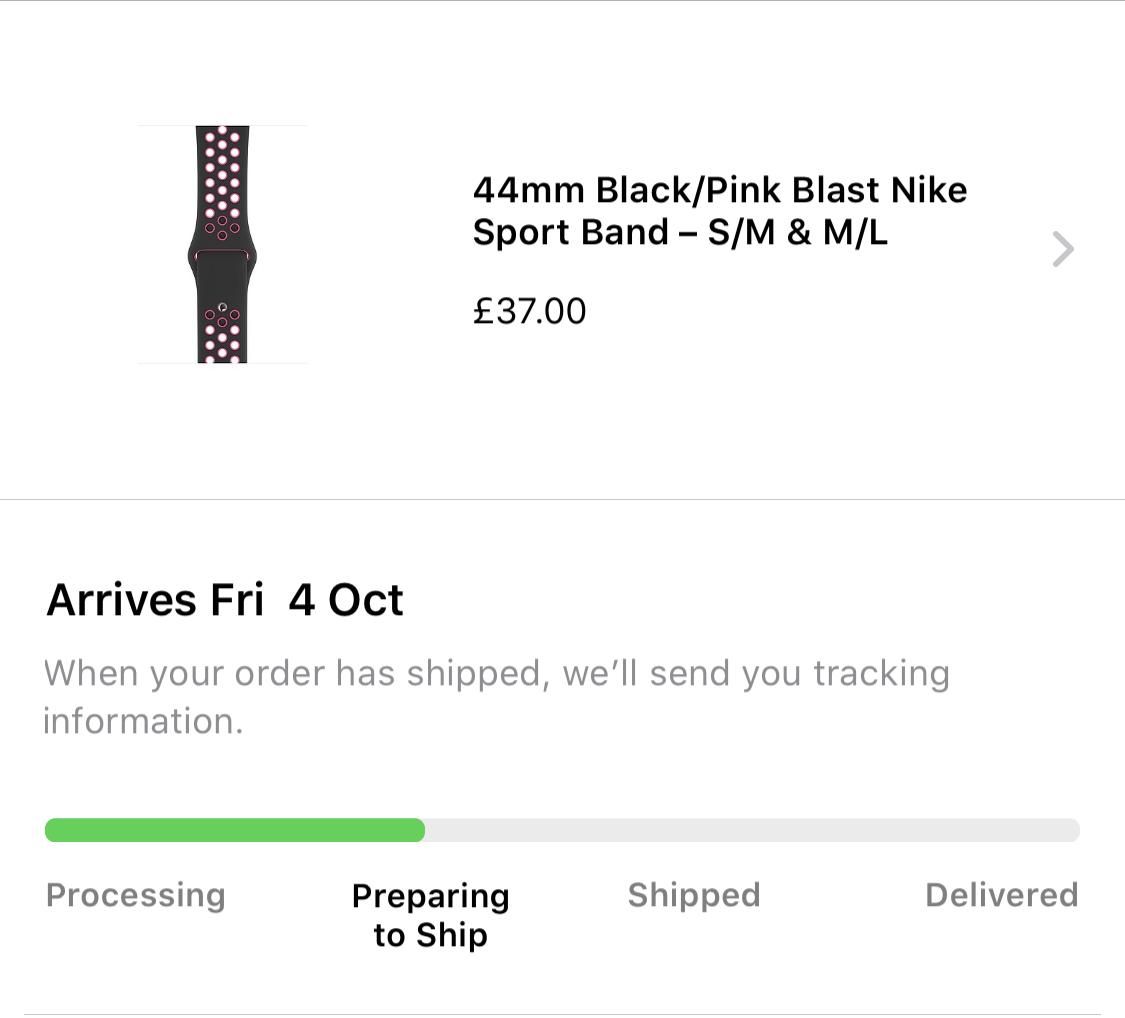 44mm Black/Pink Blast Nike
Sport Band – S/M & M/L
£37.00
Arrives Fri  4 Oct
When your order has shipped, we’ll send you tracking
information.
Processing
Preparing
to Ship
Shipped
Delivered